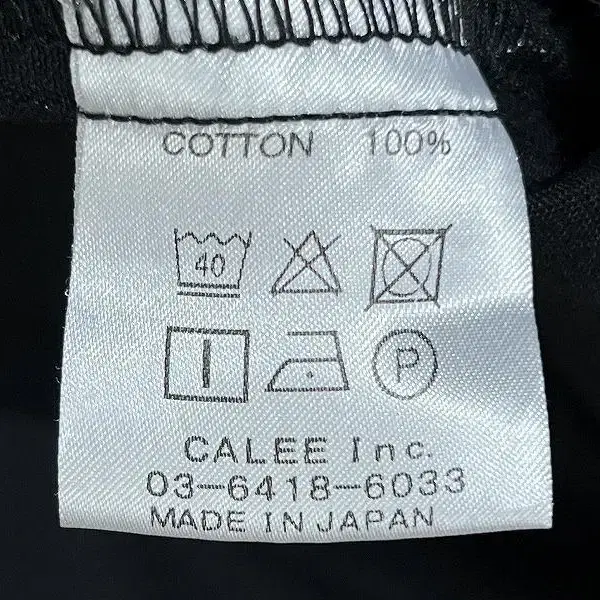 COTTON 100%
40
P
CALEE Inc.
03-6418-6033
MADE IN JAPAN